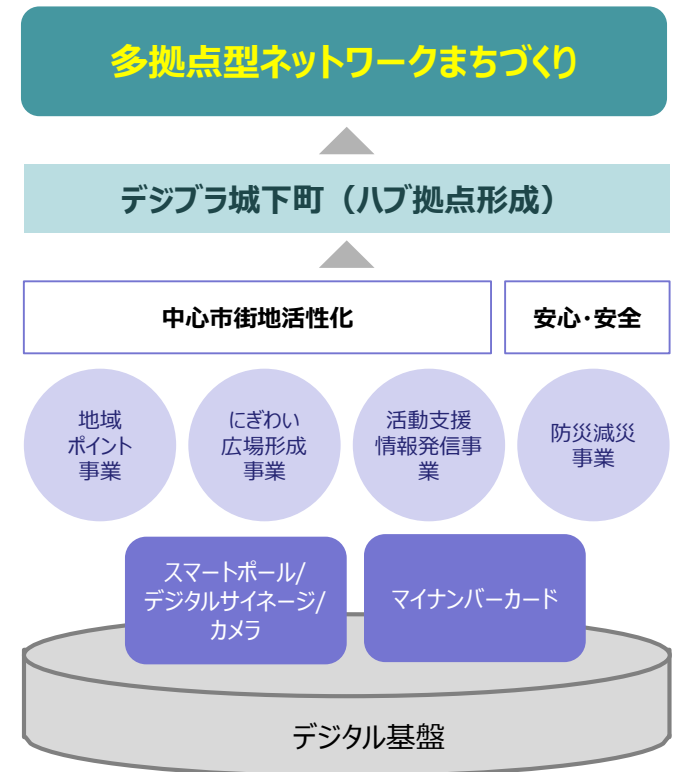 多拠点型ネットワークまちづくり
デジブラ城下町（ハブ拠点形成）
中心市街地活性化
安心・安全
地域
ポイント
事業
にぎわい
広場形成
事業
活動支援
情報発信事
業
防災減災
事業
スマートポール/
デジタルサイネージ/
カメラ
マイナンバーカード
デジタル基盤